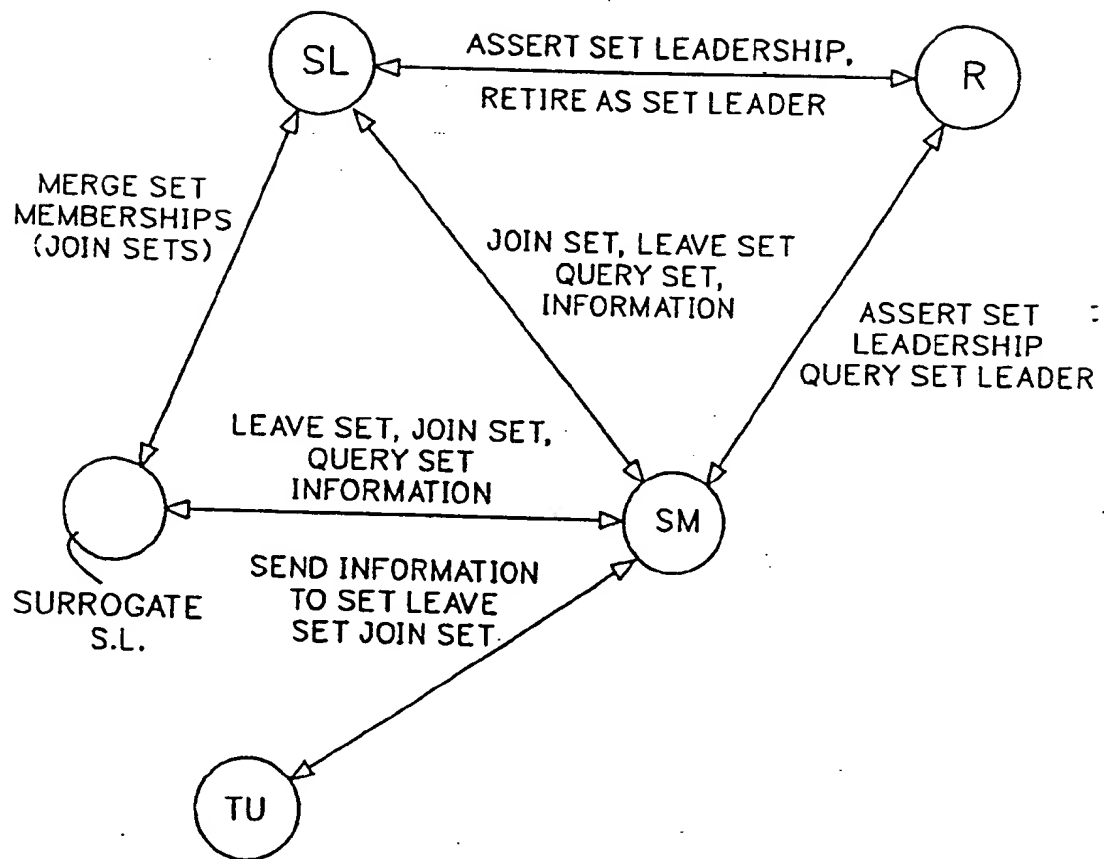 SL
ASSERT SET LEADERSHIP,
RETIRE AS SET LEADER
R
MERGE SET
MEMBERSHIPS
(JOIN SETS)
JOIN SET, LEAVE SET
QUERY SET,
INFORMATION
ASSERT SET
LEADERSHIP
QUERY SET LEADER
LEAVE SET, JOIN SET,
QUERY SET
INFORMATION
SM
SURROGATE
S.L.
SEND INFORMATION
TO SET LEAVE
SET JOIN SET
TU